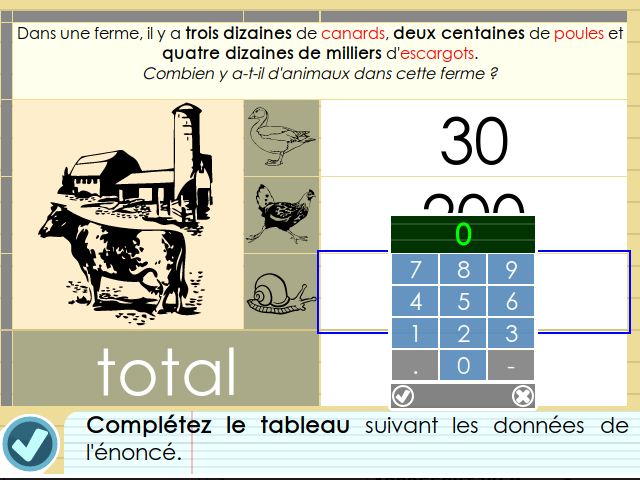 Dans une ferme, il y a trois dizaines de canards, deux centaines de poules et
quatre dizaines de milliers d'escargots.
Combien y a-t-il d'animaux dans cette ferme ?
30
200
0
7 8 9
4 5 6
1 2 3
. 0 -
total
Complétez le tableau suivant les données de
l'énoncé.